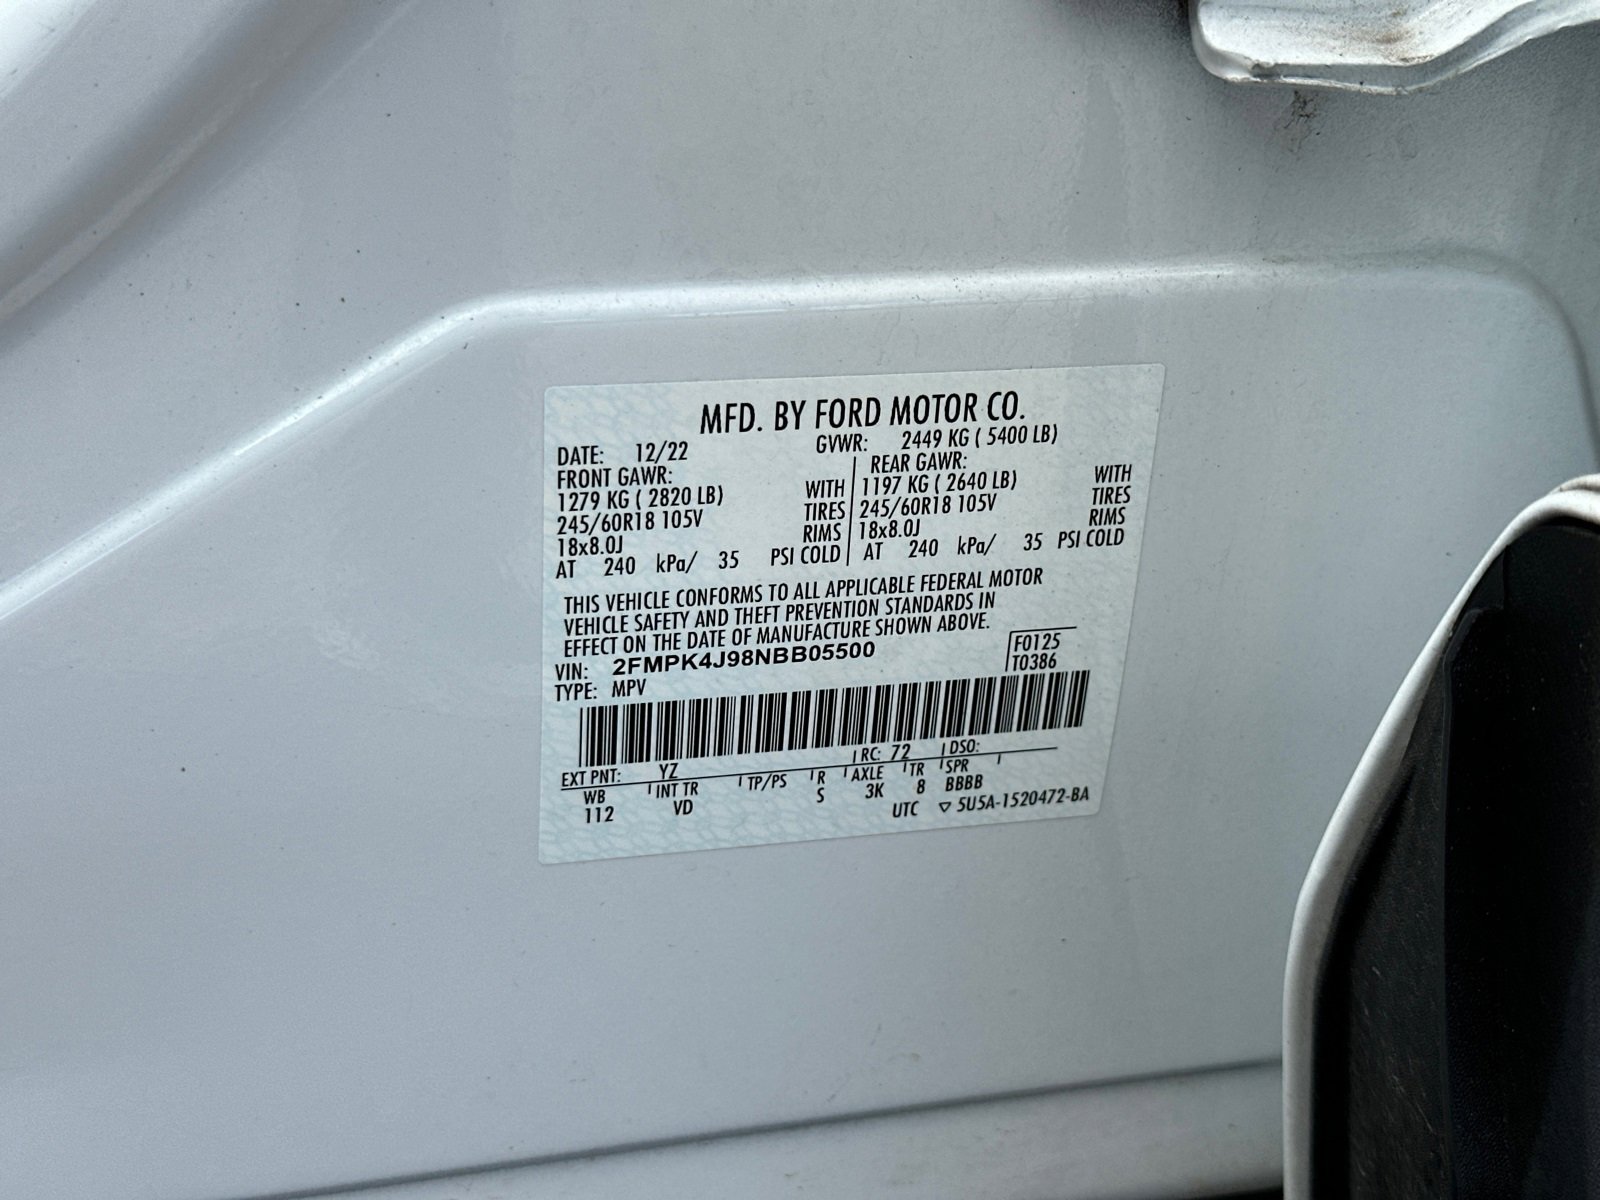 MFD. BY FORD MOTOR CO.
DATE: 12/22 GVWR: 2449 KG ( 5400 LB)
FRONT GAWR: REAR GAWR:
1279 KG ( 2820 LB) WITH 1197 KG ( 2640 LB) WITH
245/60R18 105V TIRES 245/60R18 105V TIRES
18x8.0J RIMS 18x8.0J RIMS
AT 240 kPa/ 35 PSI COLD AT 240 kPa/ 35 PSI COLD
THIS VEHICLE CONFORMS TO ALL APPLICABLE FEDERAL MOTOR
VEHICLE SAFETY AND THEFT PREVENTION STANDARDS IN
EFFECT ON THE DATE OF MANUFACTURE SHOWN ABOVE.
VIN: 2FMPK4J98NBB05500 F0125
TYPE: MPV T0386
EXT PNT: YZ RC: 72 DSO:
WB INT TR TP/PS R AXLE TR SPR
112 VD S 3K 8 BBBB
UTC ▽ 5U5A-1520472-BA